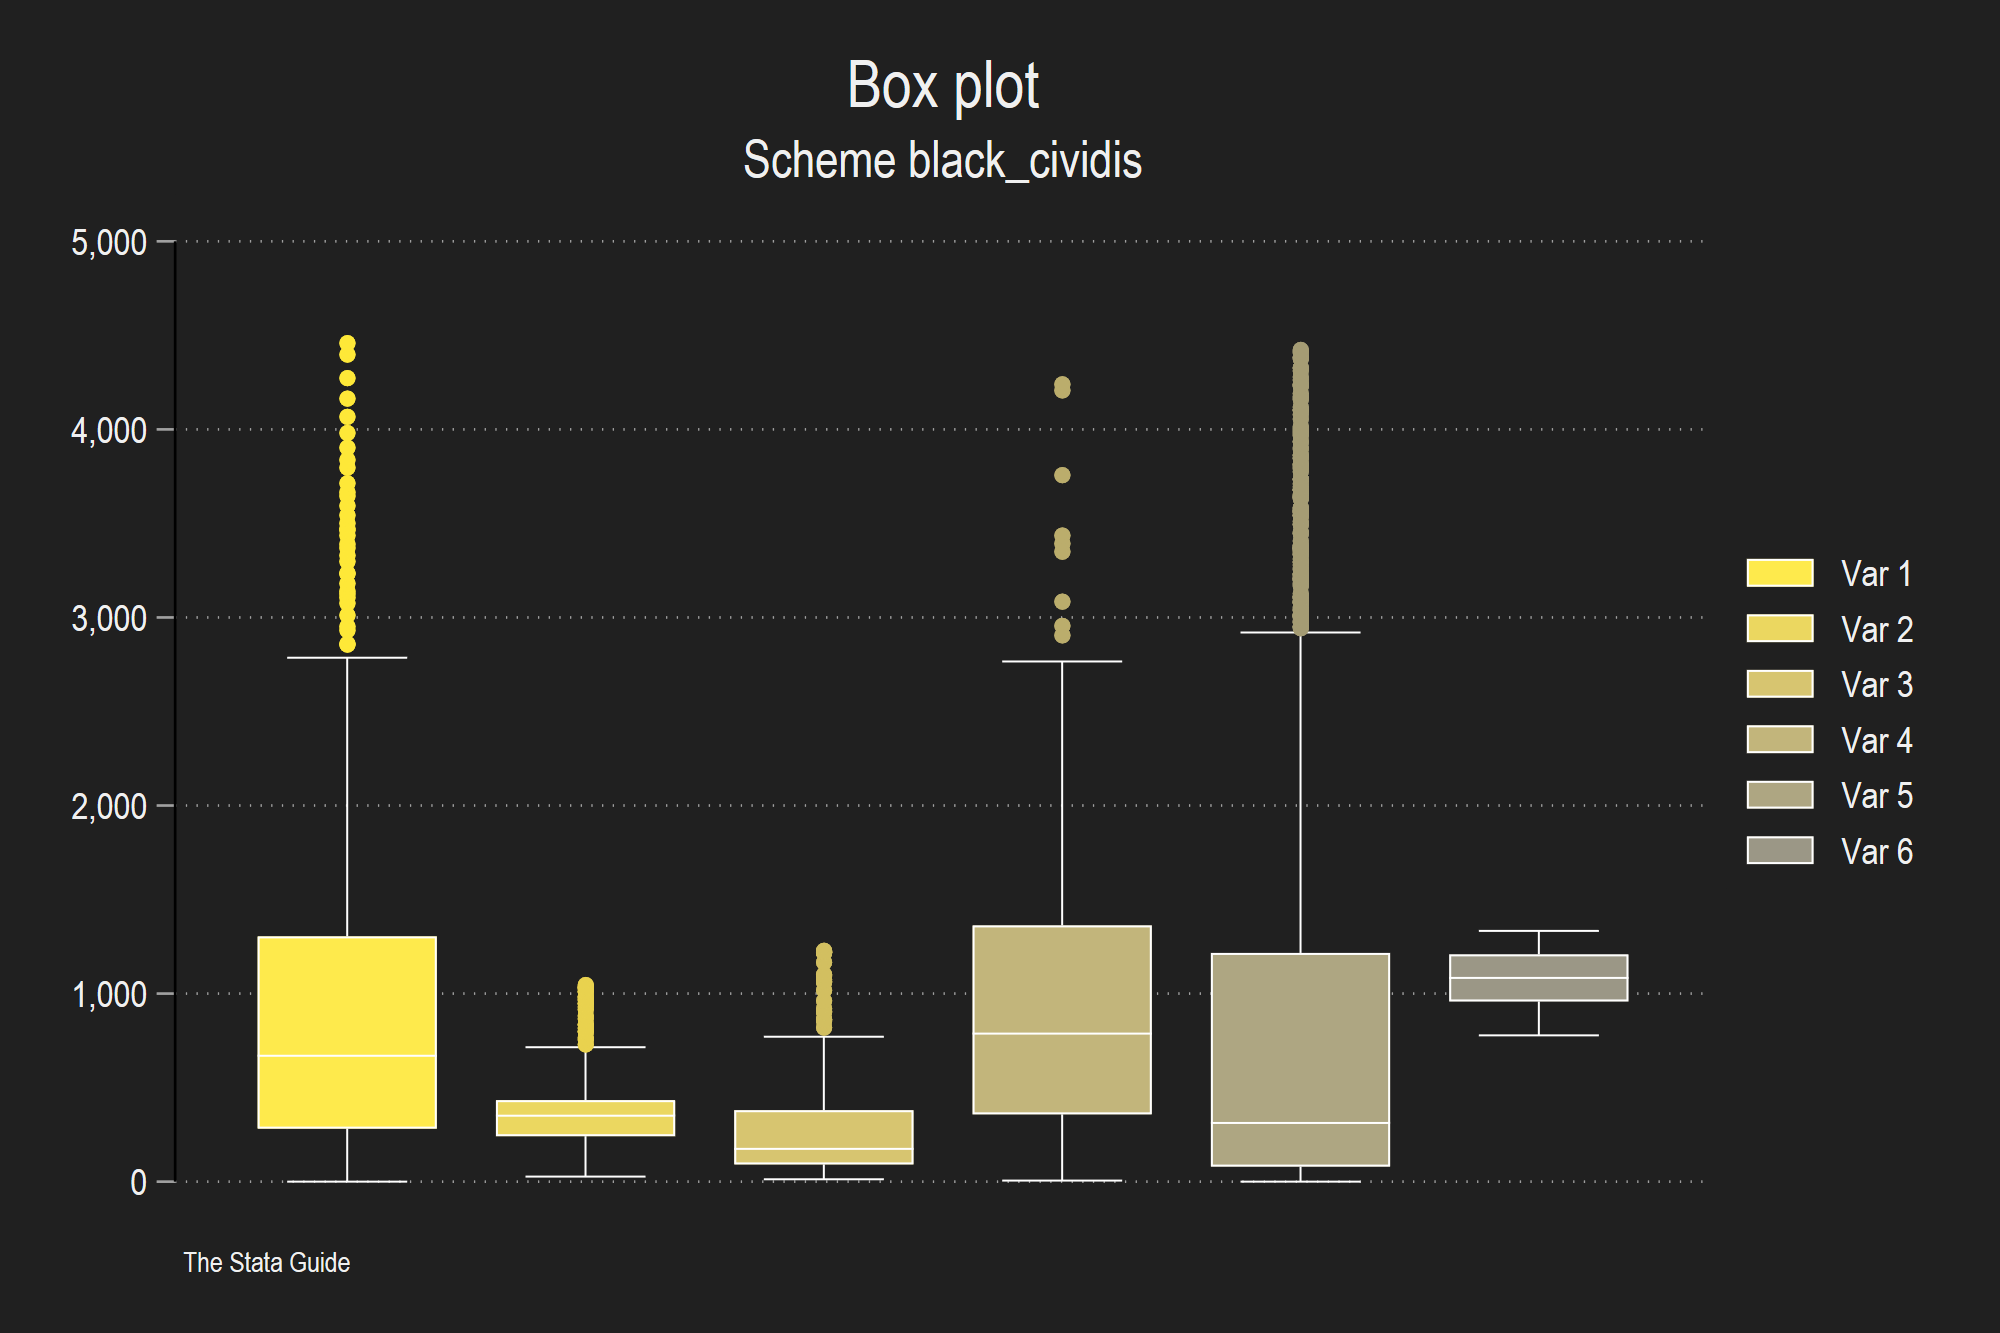 Box plot
Scheme black_cividis
5,000
4,000
3,000
2,000
1,000
0
Var 1
Var 2
Var 3
Var 4
Var 5
Var 6
The Stata Guide